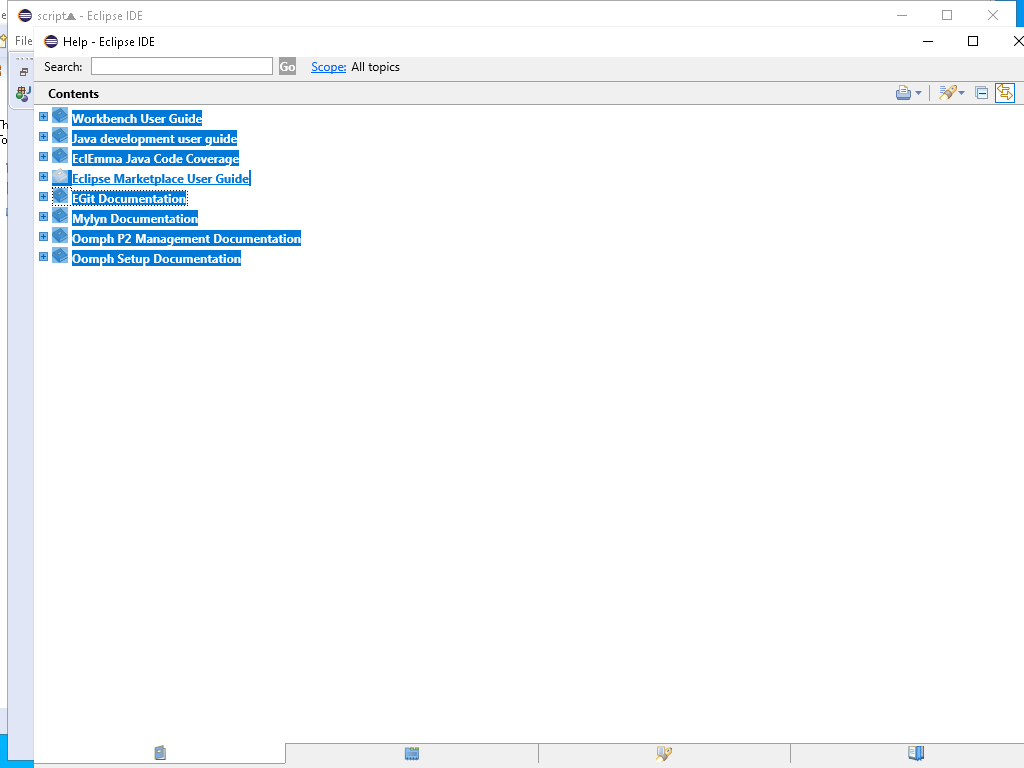 script - Eclipse IDE
File
Help - Eclipse IDE
Search:
Go
Scope: All topics
Contents
Workbench User Guide
Java development user guide
EclEmma Java Code Coverage
Eclipse Marketplace User Guide
EGit Documentation
Mylyn Documentation
Oomph P2 Management Documentation
Oomph Setup Documentation